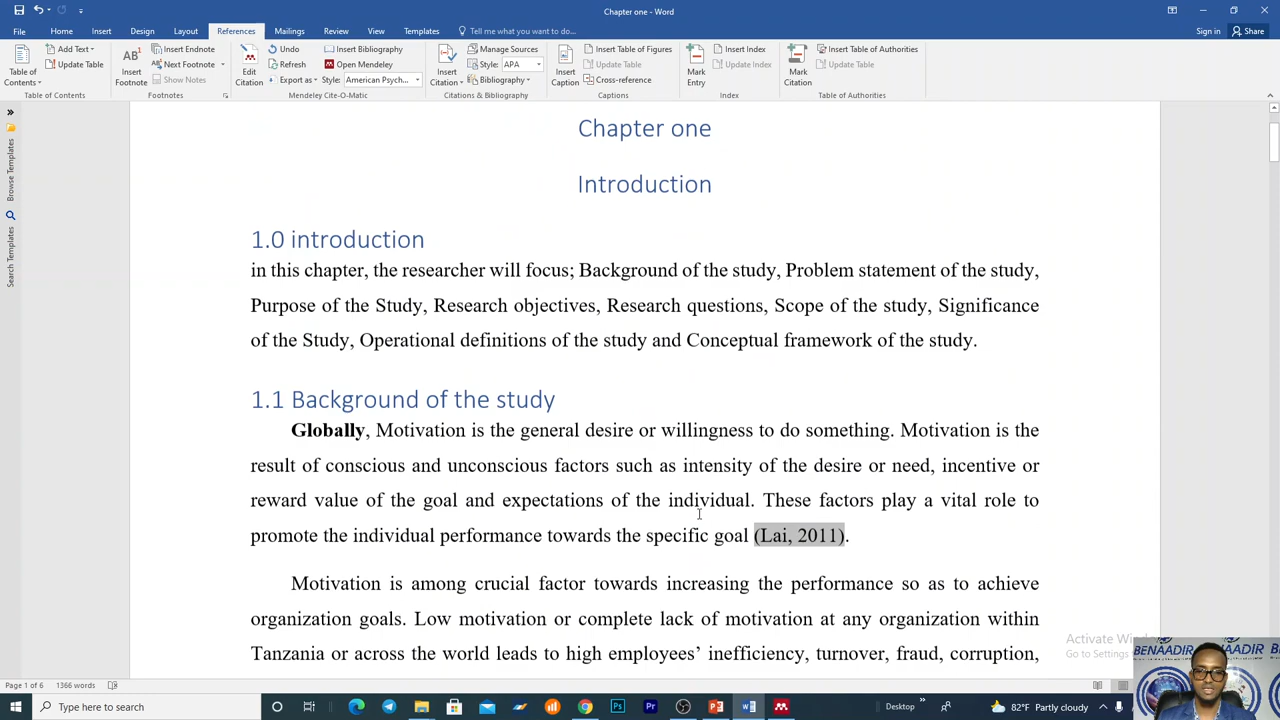 Chapter one - Word
Sign in
Share
File Home Insert Design Layout References Mailings Review View Templates Tell me what you want to do...
Table of Contents
Add Text
Update Table
Table of Contents
AB1 Insert Footnote
Insert Endnote
Next Footnote
Show Notes
Footnotes
Edit Citation
Undo
Refresh
Export as
Insert Bibliography
Open Mendeley
Style: American Psych...
Mendeley Cite-O-Matic
Insert Citation
Manage Sources
Style: APA
Bibliography
Citations & Bibliography
Insert Caption
Insert Table of Figures
Update Table
Cross-reference
Captions
Mark Entry
Insert Index
Update Index
Index
Mark Citation
Insert Table of Authorities
Update Table
Table of Authorities
Browse Templates
Search Templates
Chapter one
Introduction
1.0 introduction
in this chapter, the researcher will focus; Background of the study, Problem statement of the study,
Purpose of the Study, Research objectives, Research questions, Scope of the study, Significance
of the Study, Operational definitions of the study and Conceptual framework of the study.
1.1 Background of the study
Globally, Motivation is the general desire or willingness to do something. Motivation is the
result of conscious and unconscious factors such as intensity of the desire or need, incentive or
reward value of the goal and expectations of the individual. These factors play a vital role to
promote the individual performance towards the specific goal (Lai, 2011).
Motivation is among crucial factor towards increasing the performance so as to achieve
organization goals. Low motivation or complete lack of motivation at any organization within
Tanzania or across the world leads to high employees’ inefficiency, turnover, fraud, corruption,
Activate
Go to Settings
BENAADIR
Page 1 of 6 1366 words
Type here to search
Desktop
82°F Partly cloudy